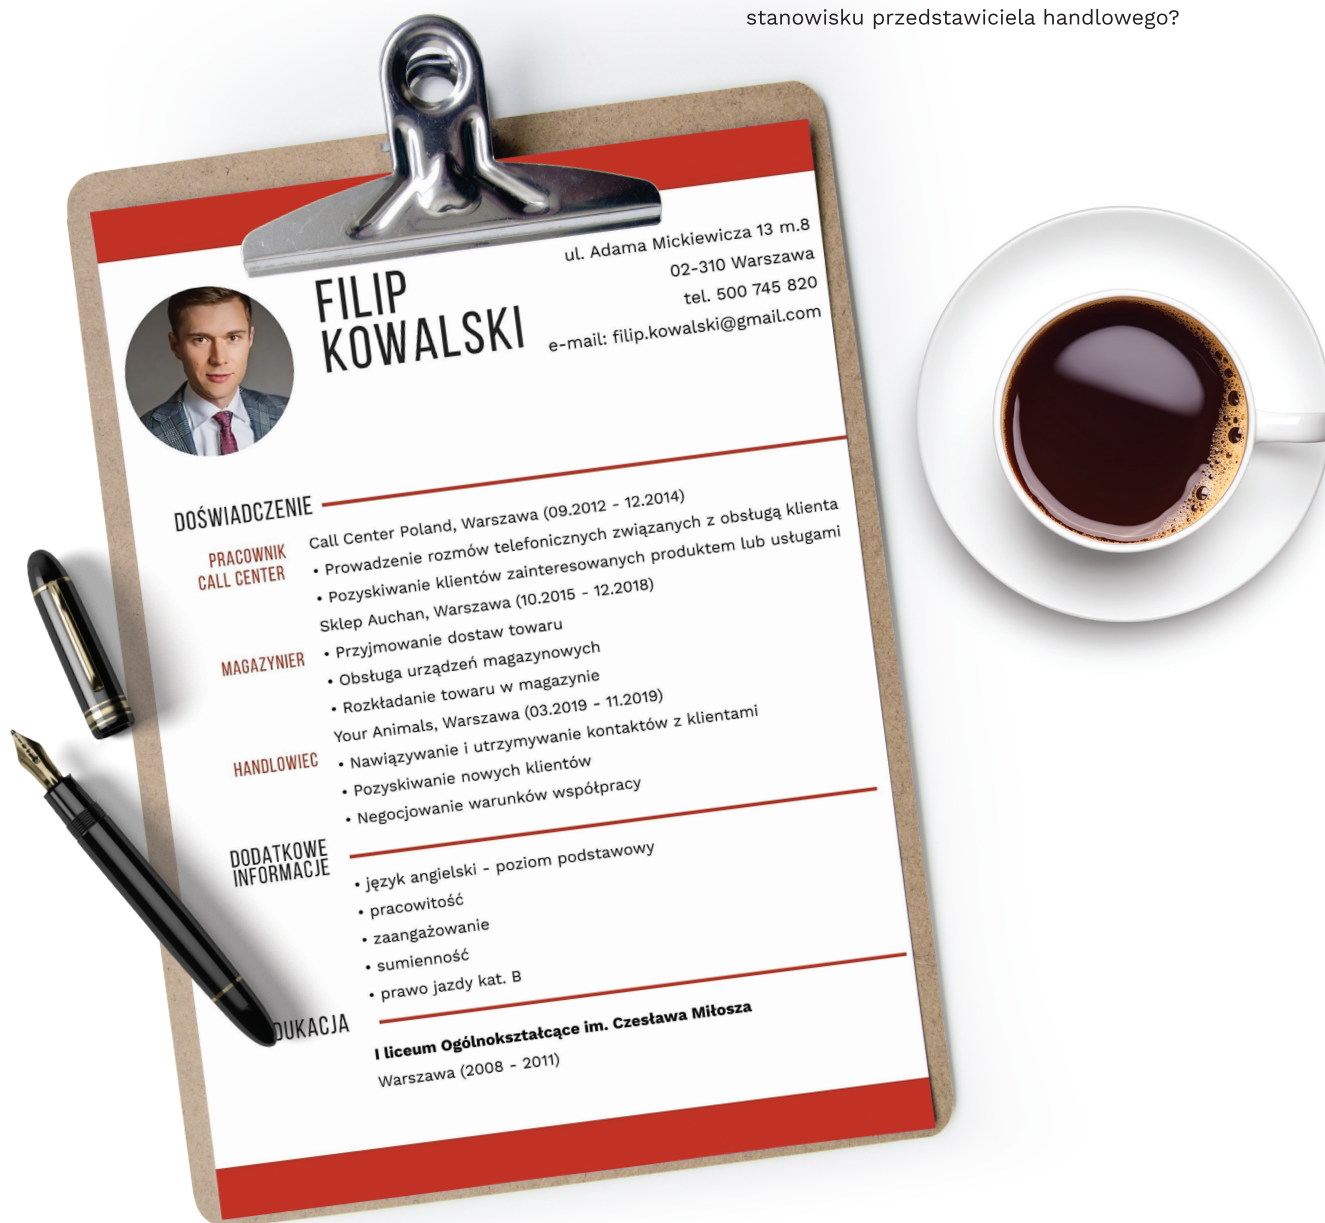 stanowisku przedstawiciela handlowego?
FILIP
KOWALSKI
ul. Adama Mickiewicza 13 m.8
02-310 Warszawa
tel. 500 745 820
e-mail: filip.kowalski@gmail.com
DOŚWIADCZENIE
PRACOWNIK
CALL CENTER
Call Center Poland, Warszawa (09.2012 - 12.2014)
• Prowadzenie rozmów telefonicznych związanych z obsługą klienta
• Pozyskiwanie klientów zainteresowanych produktem lub usługami
MAGAZYNIER
Sklep Auchan, Warszawa (10.2015 - 12.2018)
• Przyjmowanie dostaw towaru
• Obsługa urządzeń magazynowych
• Rozkładanie towaru w magazynie
HANDLOWIEC
Your Animals, Warszawa (03.2019 - 11.2019)
• Nawiązywanie i utrzymywanie kontaktów z klientami
• Pozyskiwanie nowych klientów
• Negocjowanie warunków współpracy
DODATKOWE
INFORMACJE
• język angielski - poziom podstawowy
• pracowitość
• zaangażowanie
• sumienność
• prawo jazdy kat. B
DUKACJA
I liceum Ogólnokształcące im. Czesława Miłosza
Warszawa (2008 - 2011)